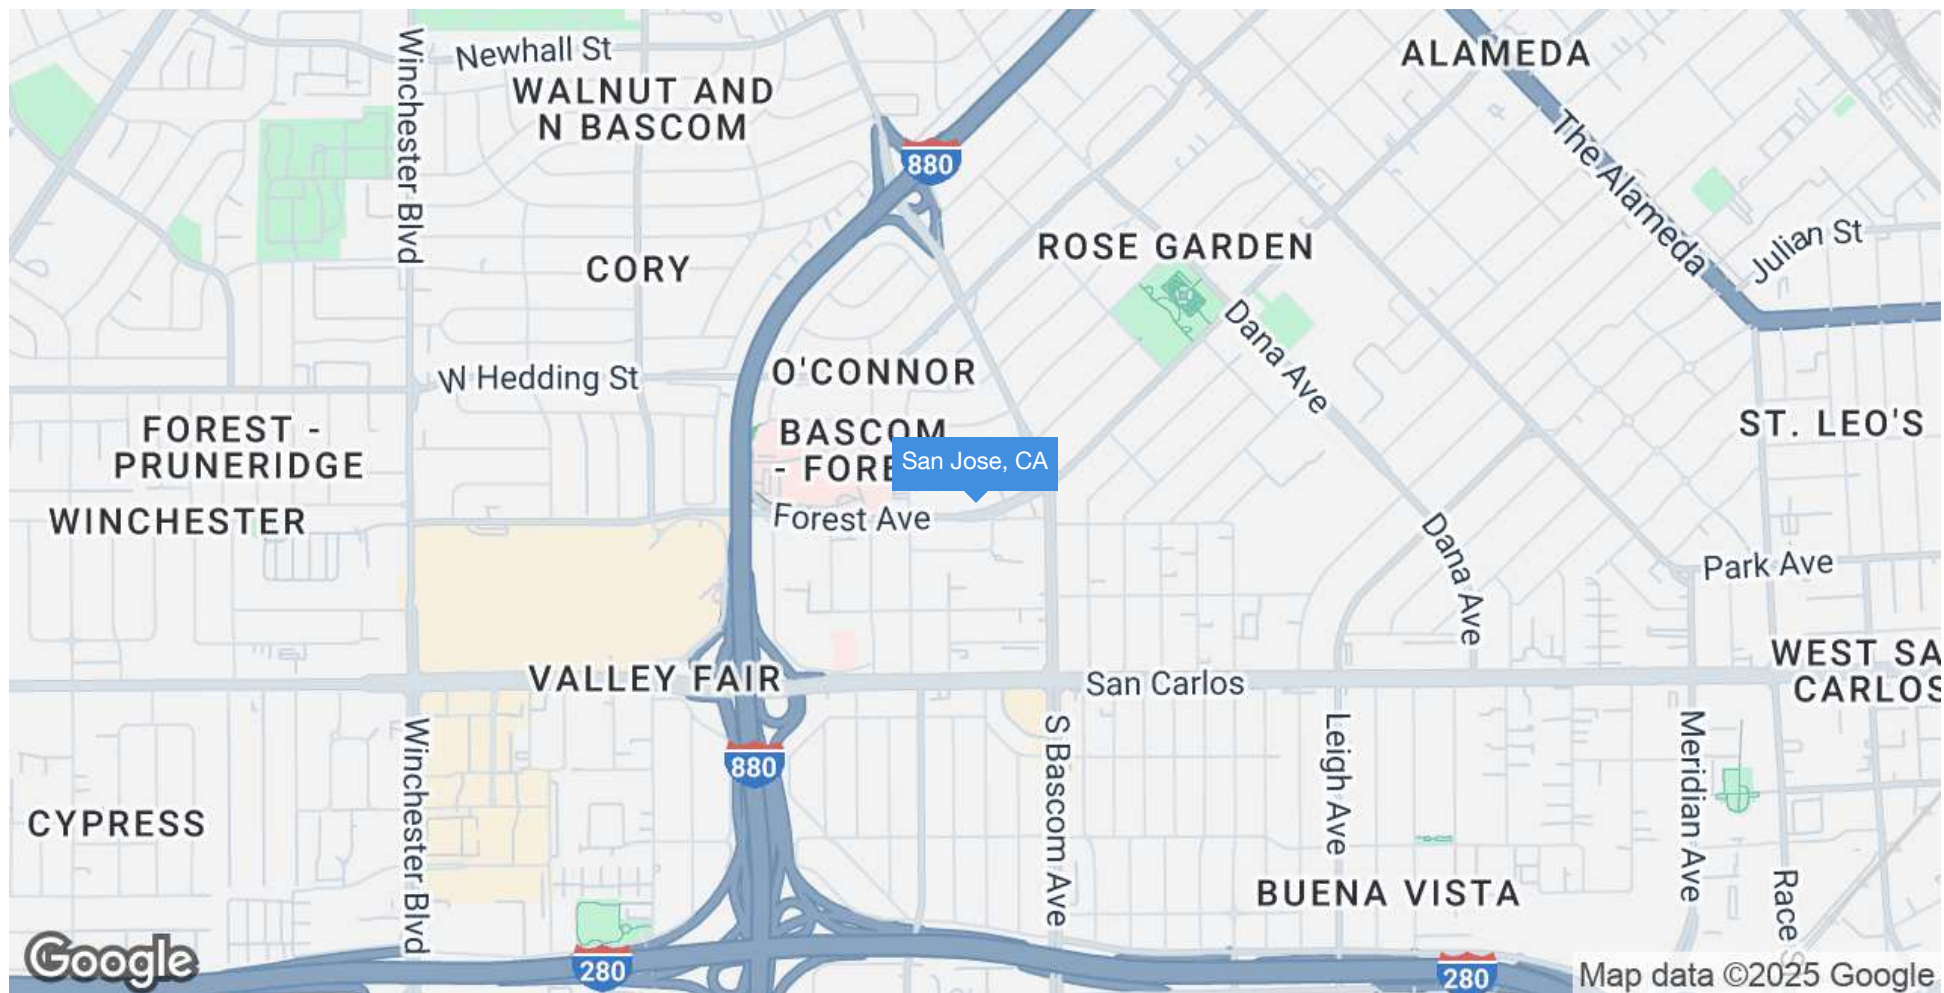 Newhall St
Winchester Blvd
WALNUT AND
N BASCOM
880
ALAMEDA
The Alameda
Julian St
CORY
ROSE GARDEN
Dana Ave
W Hedding St
O'CONNOR
FOREST -
PRUNERIDGE
BASCOM
- FORE
San Jose, CA
ST. LEO'S
WINCHESTER
Forest Ave
Dana Ave
Park Ave
VALLEY FAIR
San Carlos
WEST SA
CARLOS
Winchester Blvd
880
S Bascom Ave
Leigh Ave
Meridian Ave
CYPRESS
BUENA VISTA
Race S
Google
280
280
Map data ©2025 Google